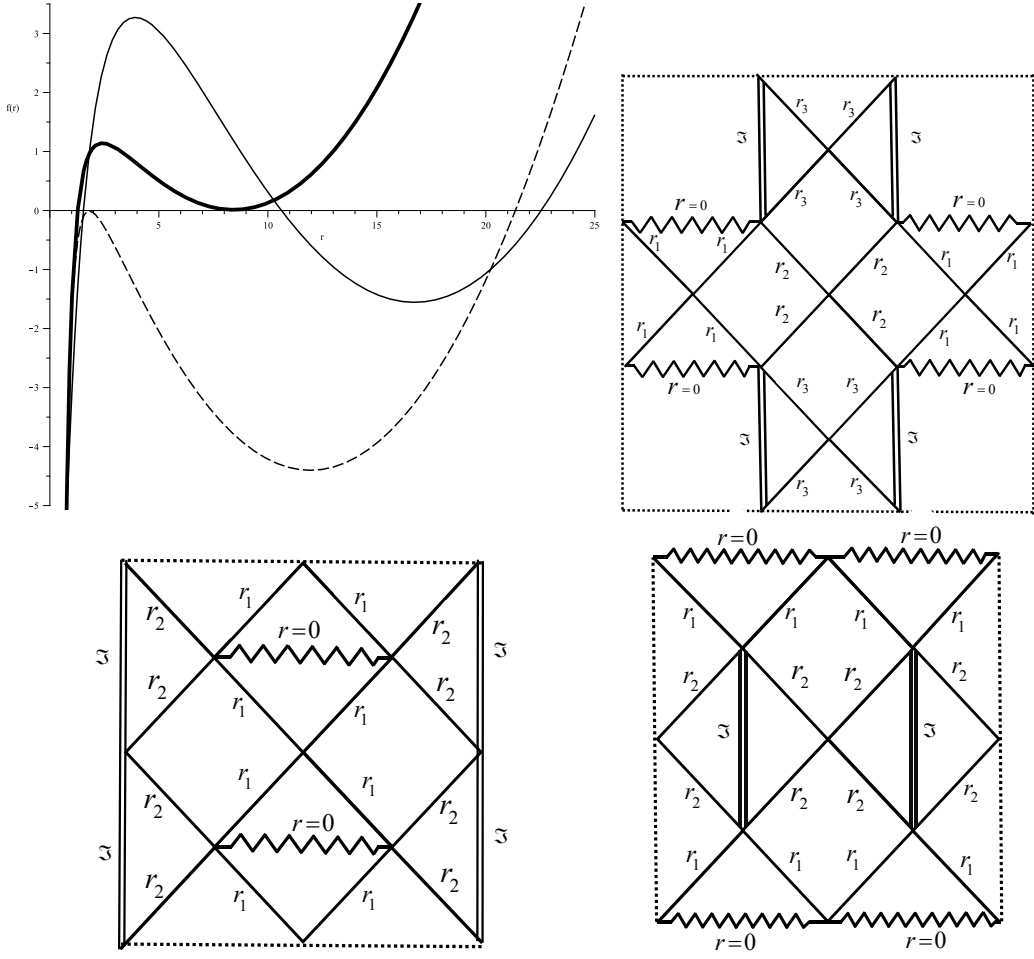 3
2
1
f(r)
0
5
10
15
20
25
r
-1
-2
-3
-4
-5
r₃ r₃
ℑ ℑ
r₃ r₃
r=0 r=0
r₁ r₁ r₂ r₂ r₁ r₁
r₁ r₁ r₂ r₂ r₁ r₁
r=0 r=0
r₃ r₃
ℑ ℑ
r₃ r₃
r₁ r₁
r₂ r₂
r=0
ℑ ℑ
r₂ r₁ r₁ r₂
r₂ r₁ r₁ r₂
r=0
ℑ ℑ
r₂ r₁ r₁ r₂
r=0 r=0
r₁ r₁ r₁ r₁
r₂ r₂ r₂ r₂
ℑ ℑ
r₂ r₂ r₂ r₂
r₁ r₁ r₁ r₁
r=0 r=0